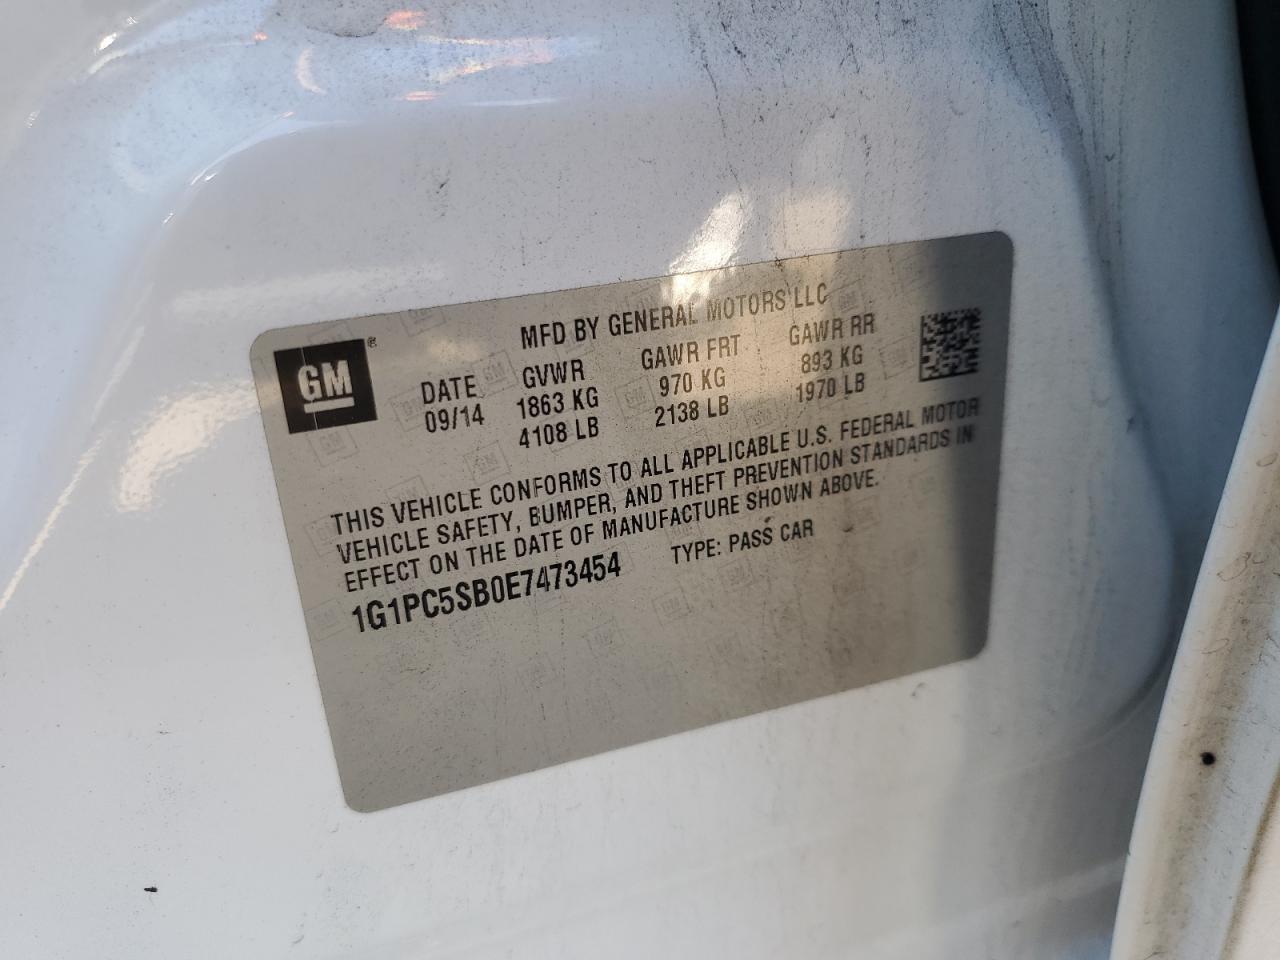 GM®
MFD BY GENERAL MOTORS LLC
DATE GVWR GAWR FRT GAWR RR
09/14 1863 KG 970 KG 893 KG
4108 LB 2138 LB 1970 LB
THIS VEHICLE CONFORMS TO ALL APPLICABLE U.S. FEDERAL MOTOR
VEHICLE SAFETY, BUMPER, AND THEFT PREVENTION STANDARDS IN
EFFECT ON THE DATE OF MANUFACTURE SHOWN ABOVE.
1G1PC5SB0E7473454 TYPE: PASS CAR